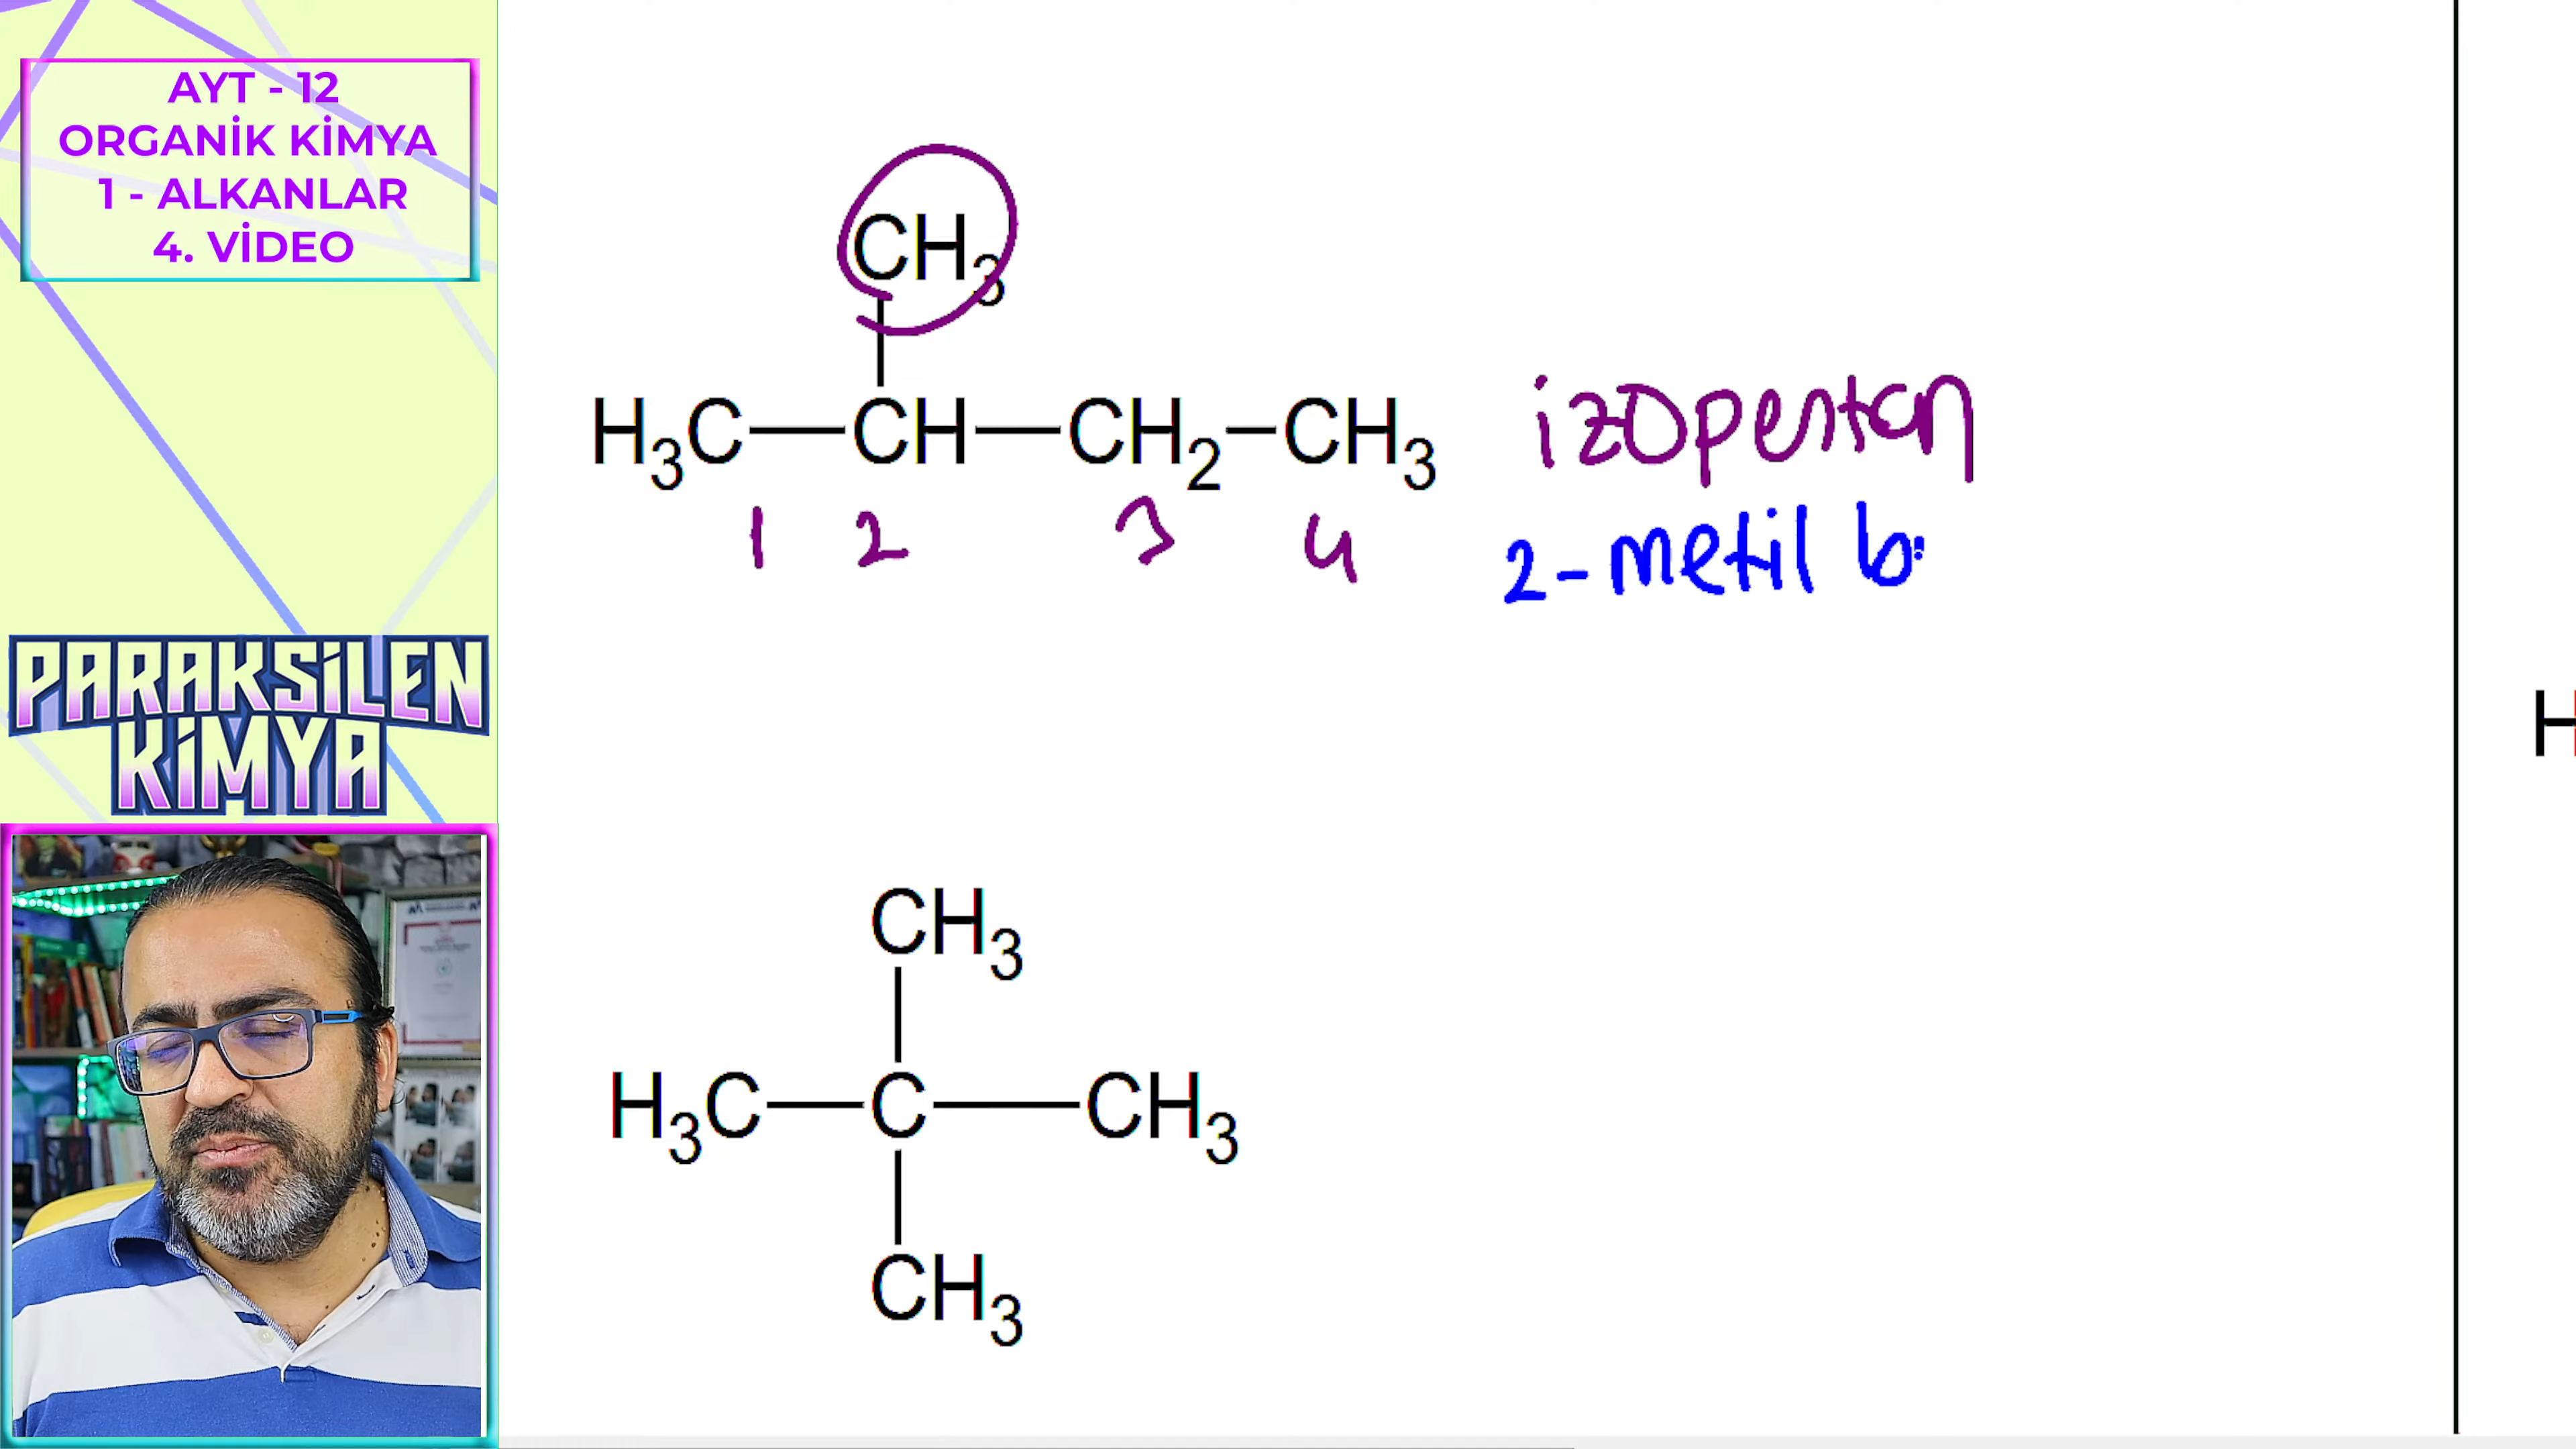 AYT - 12
ORGANİK KİMYA
1 - ALKANLAR
4. VİDEO
PARAKSİLEN
KİMYA
CH₃
H₃C—CH—CH₂—CH₃
1 2 3 4
izopentan
2-metil b
H
CH₃
H₃C—C—CH₃
CH₃